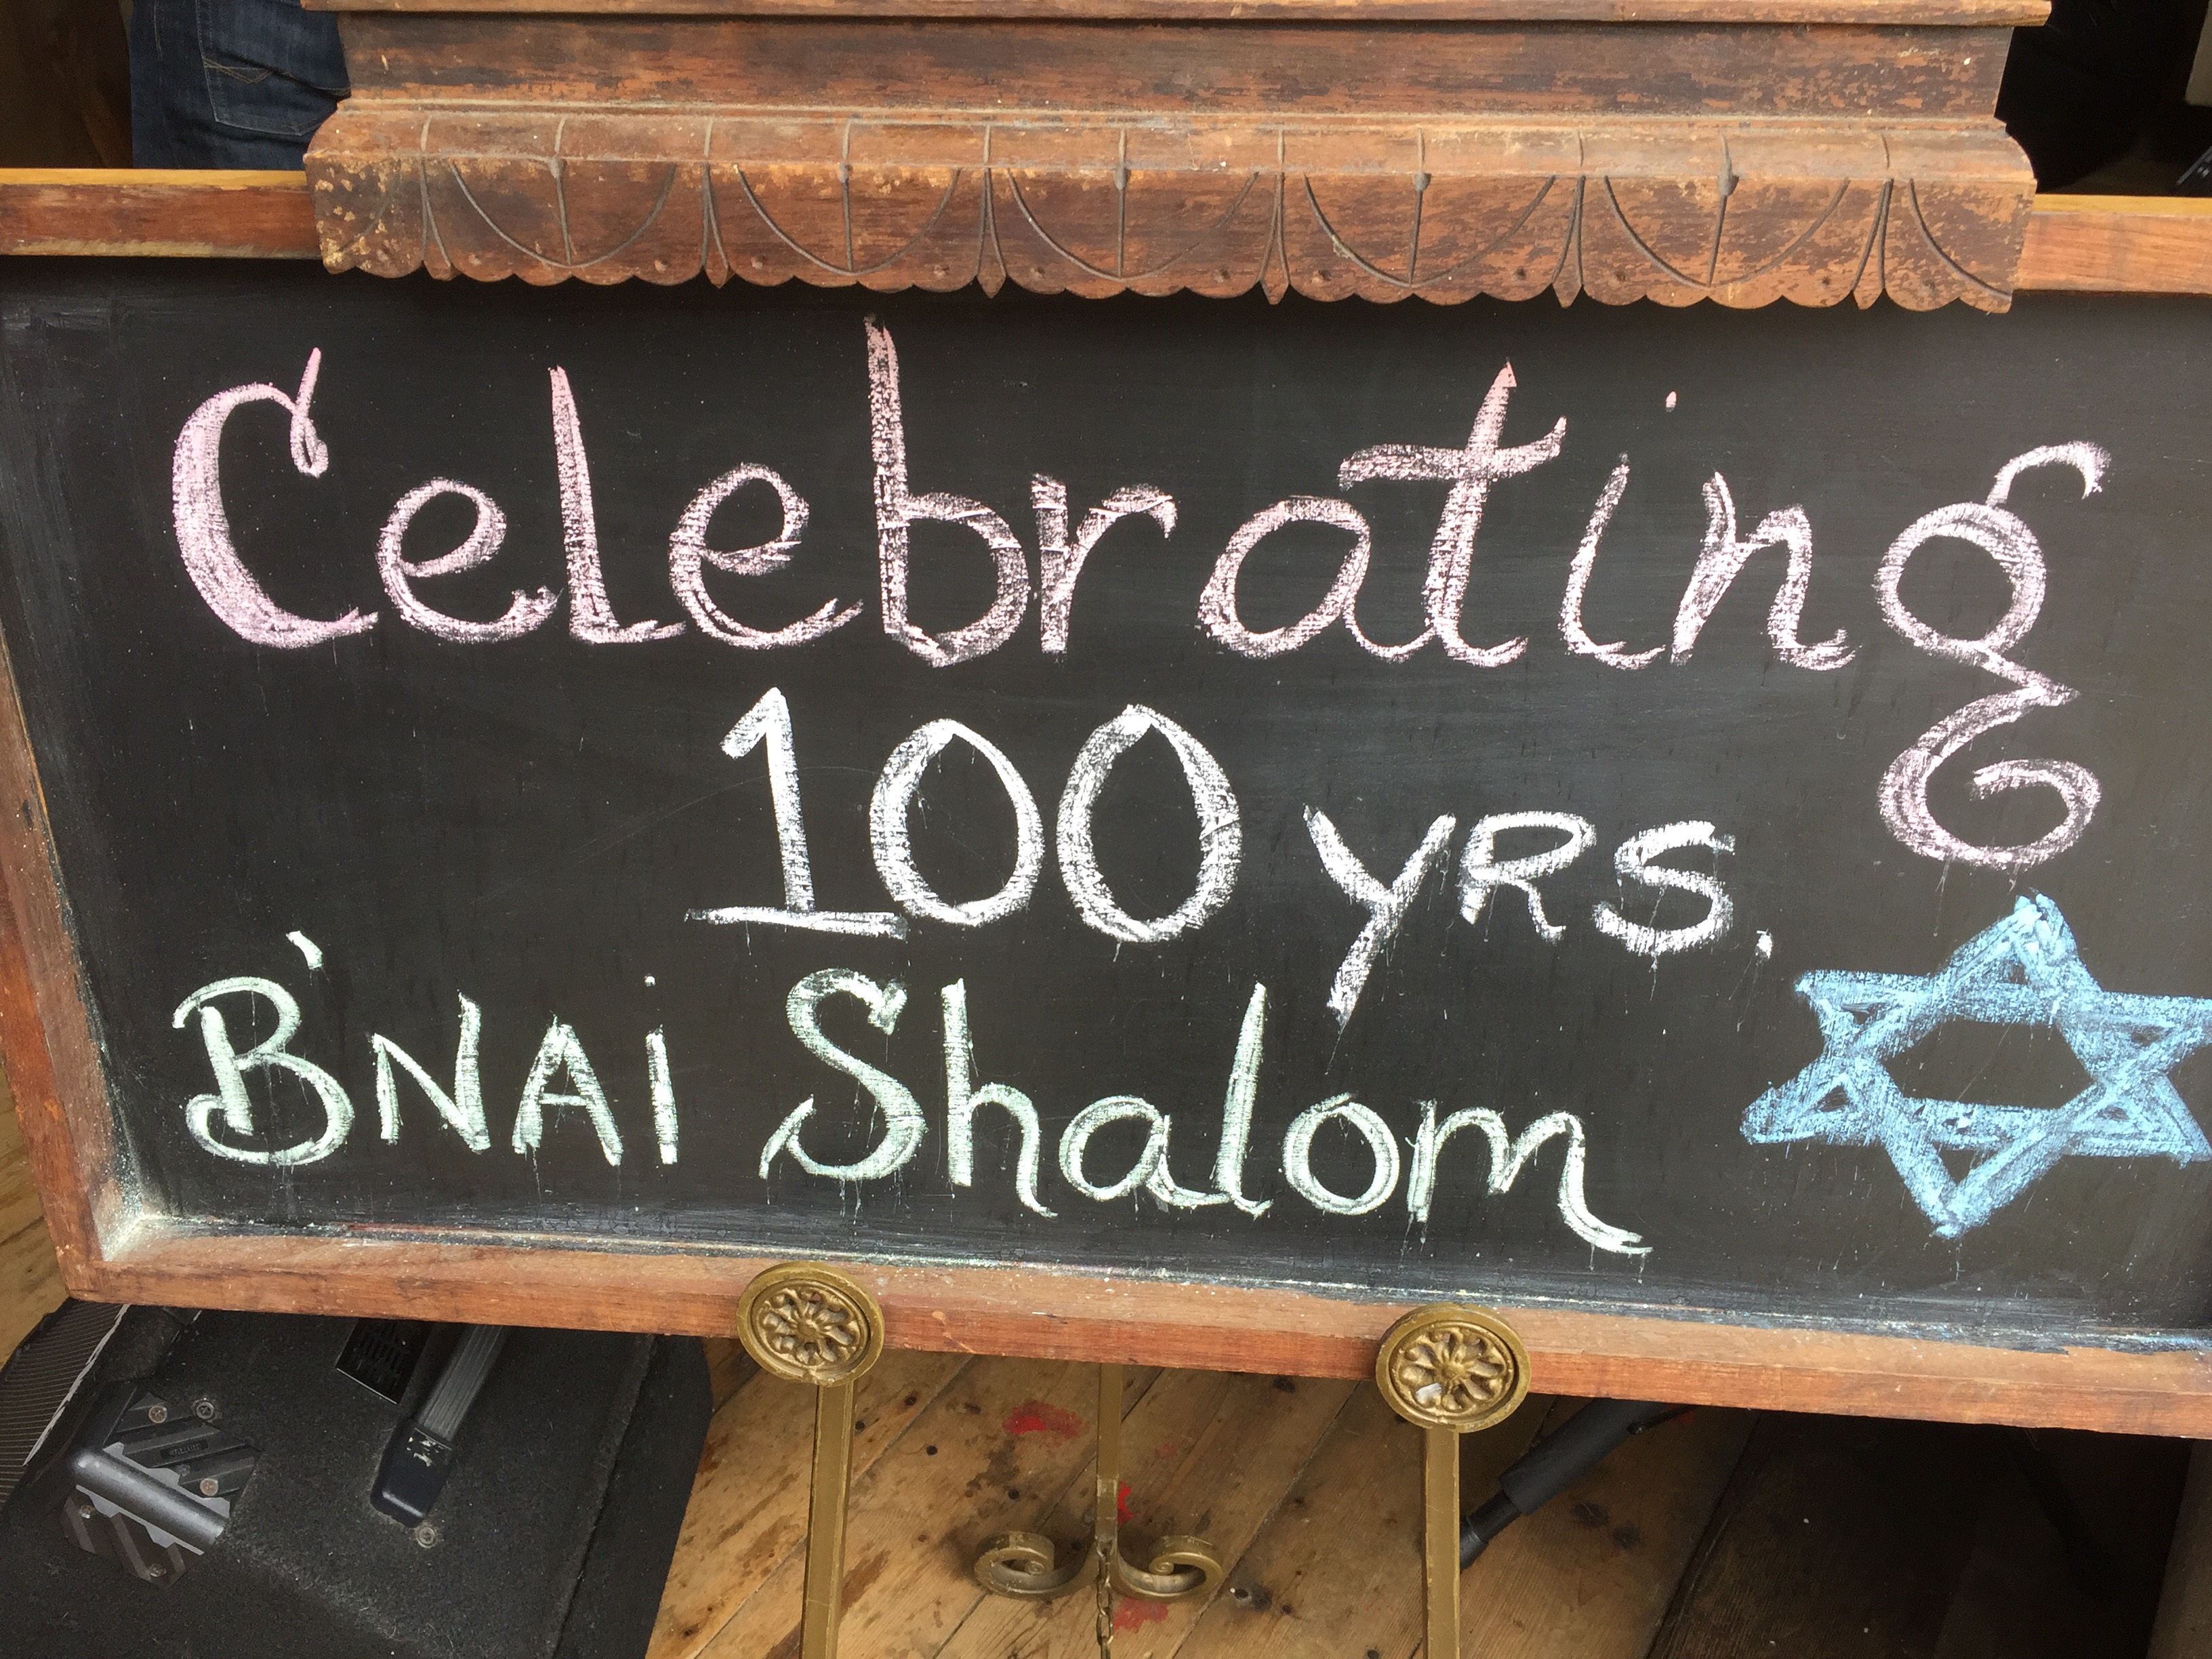 Celebrating
100 yRS.
B'NAi Shalom